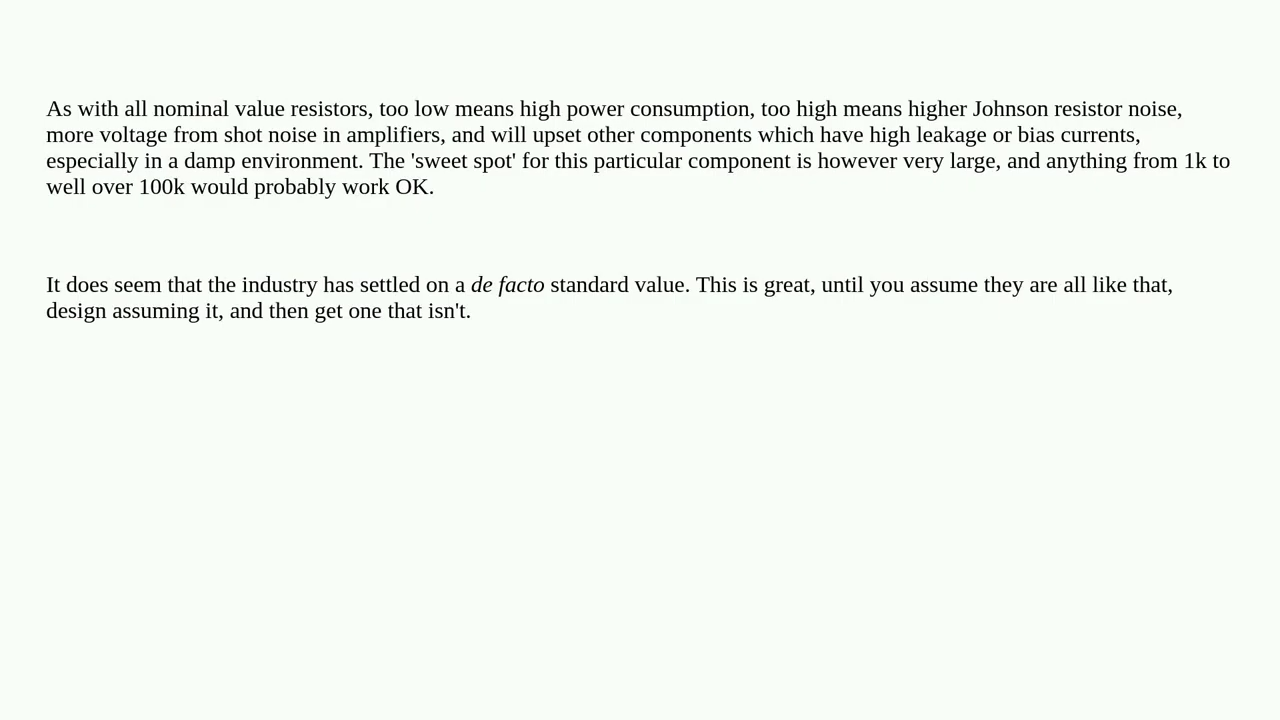 As with all nominal value resistors, too low means high power consumption, too high means higher Johnson resistor noise,
more voltage from shot noise in amplifiers, and will upset other components which have high leakage or bias currents,
especially in a damp environment. The 'sweet spot' for this particular component is however very large, and anything from 1k to
well over 100k would probably work OK.
It does seem that the industry has settled on a de facto standard value. This is great, until you assume they are all like that,
design assuming it, and then get one that isn't.